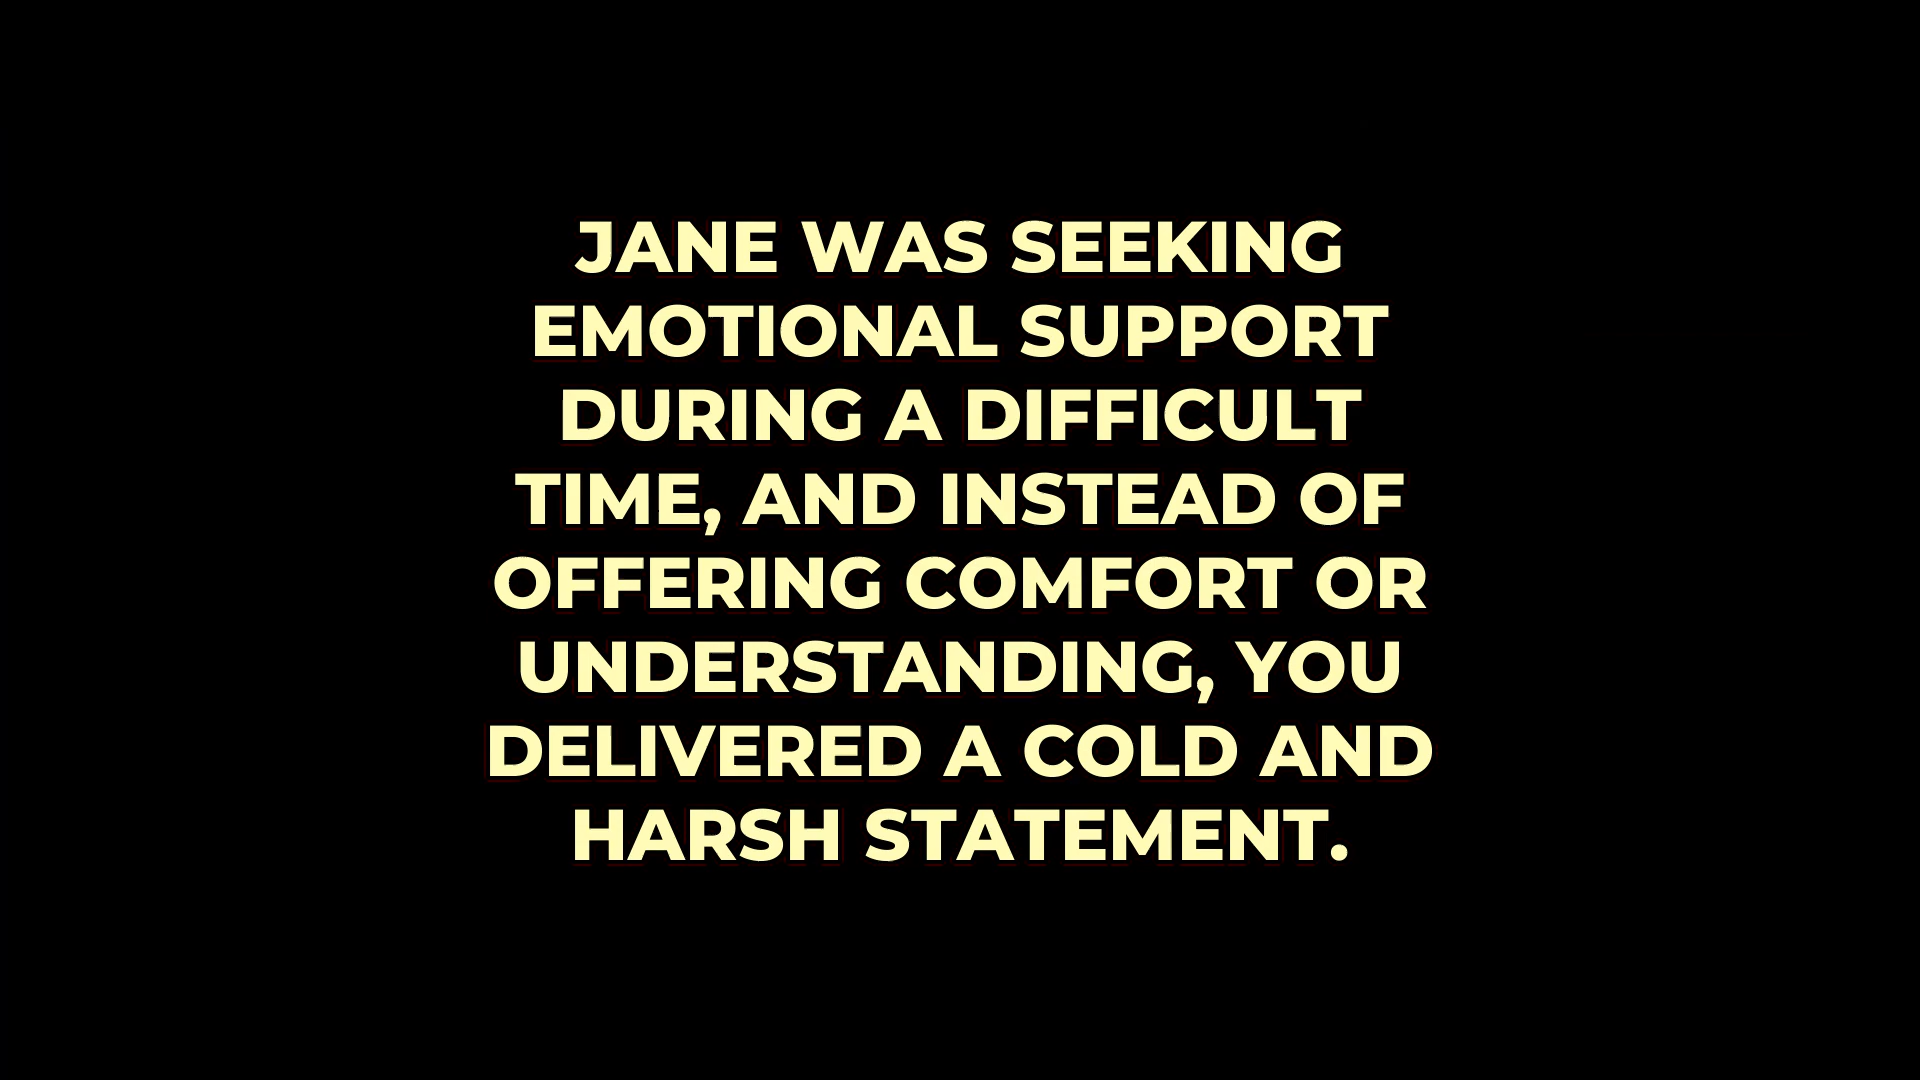 JANE WAS SEEKING
EMOTIONAL SUPPORT
DURING A DIFFICULT
TIME, AND INSTEAD OF
OFFERING COMFORT OR
UNDERSTANDING, YOU
DELIVERED A COLD AND
HARSH STATEMENT.